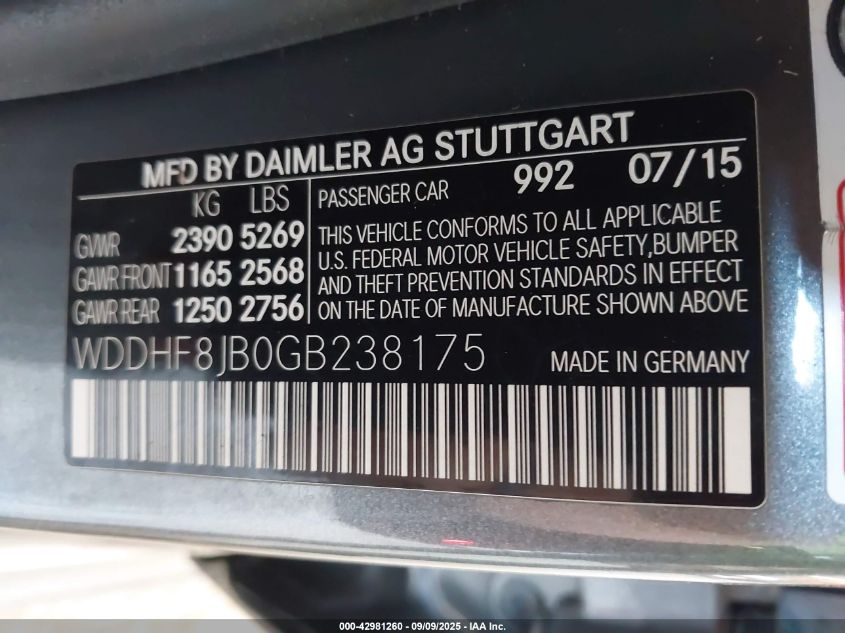 MFD BY DAIMLER AG STUTTGART
KG LBS
GVWR 2390 5269
GAWR FRONT 1165 2568
GAWR REAR 1250 2756
PASSENGER CAR 992 07/15
THIS VEHICLE CONFORMS TO ALL APPLICABLE
U.S. FEDERAL MOTOR VEHICLE SAFETY,BUMPER
AND THEFT PREVENTION STANDARDS IN EFFECT
ON THE DATE OF MANUFACTURE SHOWN ABOVE
WDDHF8JB0GB238175 MADE IN GERMANY
000-42981260 - 09/09/2025 - IAA Inc.